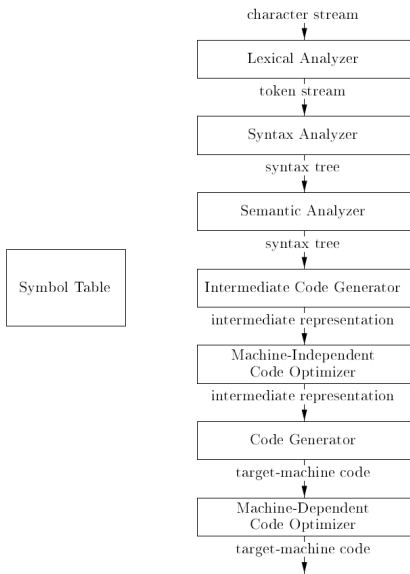 character stream
Lexical Analyzer
token stream
Syntax Analyzer
syntax tree
Semantic Analyzer
syntax tree
Symbol Table
Intermediate Code Generator
intermediate representation
Machine-Independent
Code Optimizer
intermediate representation
Code Generator
target-machine code
Machine-Dependent
Code Optimizer
target-machine code